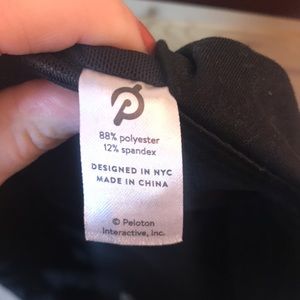 88% polyester
12% spandex
DESIGNED IN NYC
MADE IN CHINA
© Peloton
Interactive, Inc.